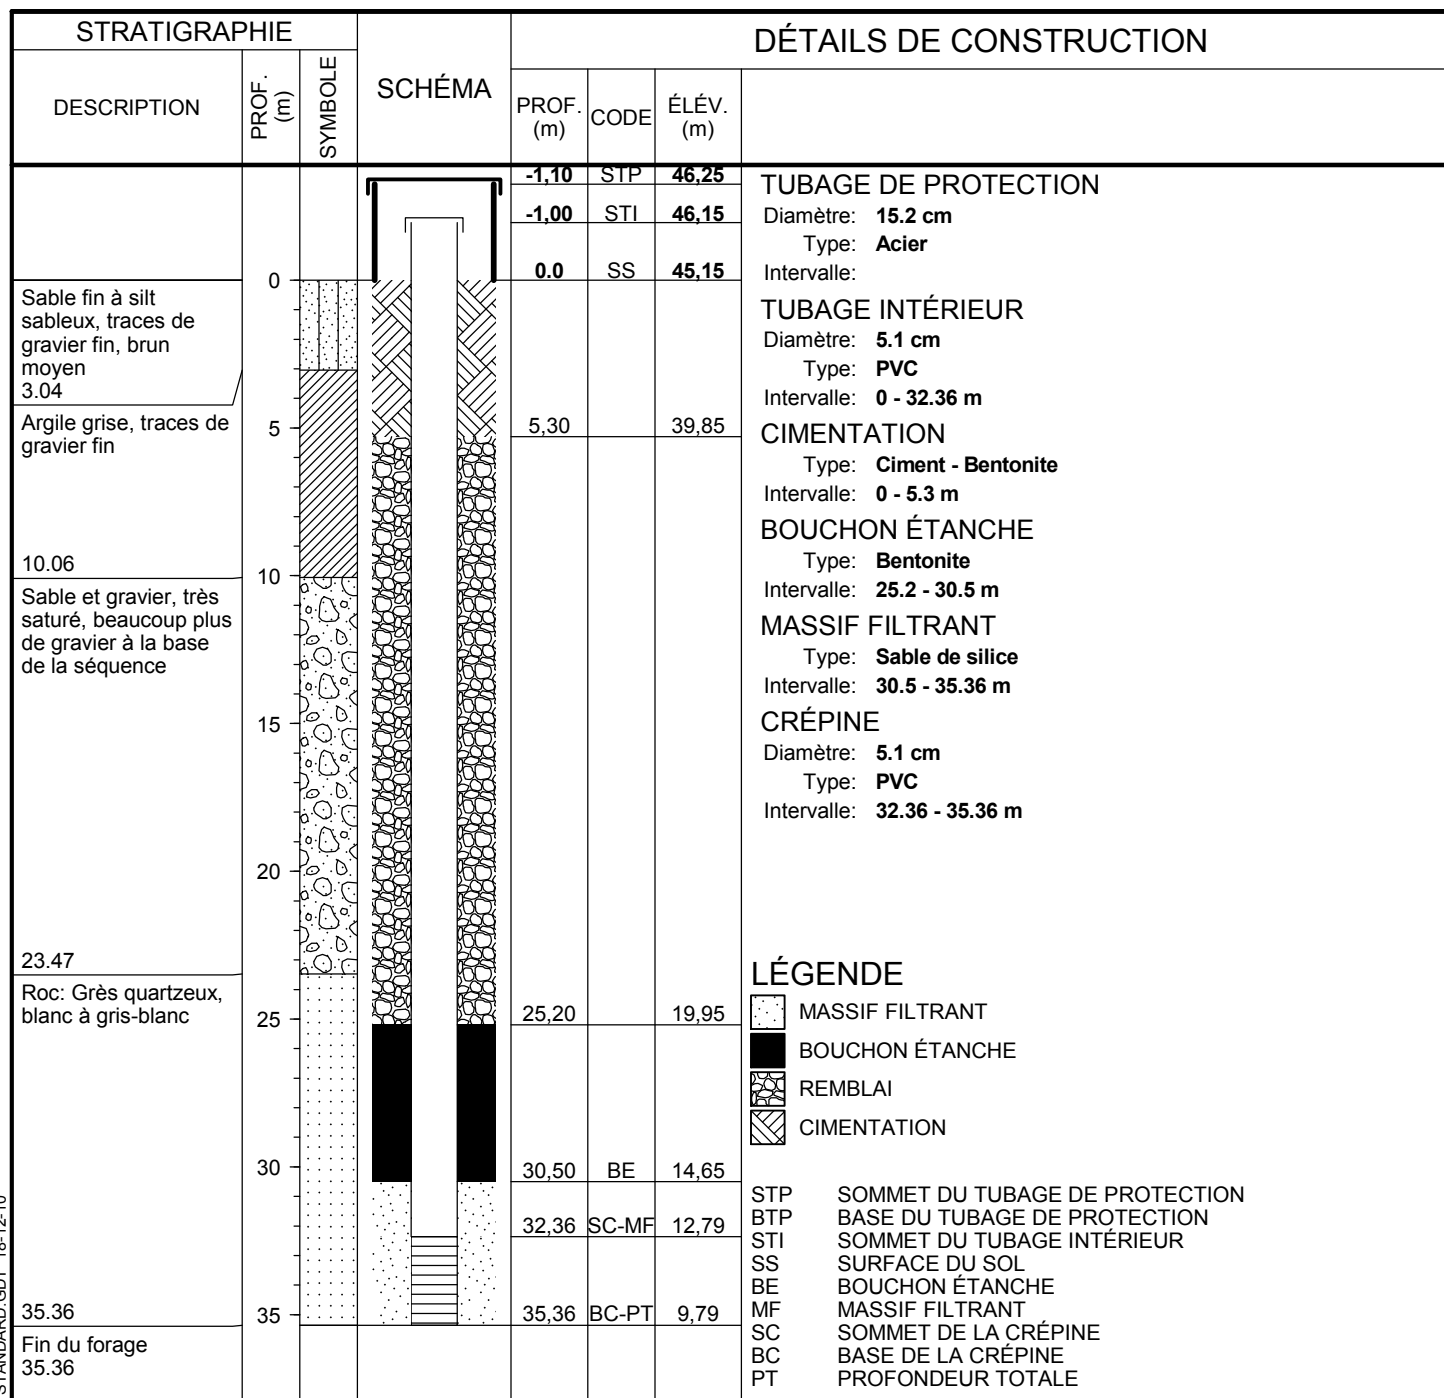 STRATIGRAPHIE
DESCRIPTION
PROF. (m)
SYMBOLE
SCHÉMA
DÉTAILS DE CONSTRUCTION
PROF. (m)
CODE
ÉLÉV. (m)
-1,10 STP 46,25
-1,00 STI 46,15
0.0 SS 45,15
5,30 39,85
25,20 19,95
30,50 BE 14,65
32,36 SC-MF 12,79
35,36 BC-PT 9,79
Sable fin à silt
sableux, traces de
gravier fin, brun
moyen
3.04
Argile grise, traces de
gravier fin
10.06
Sable et gravier, très
saturé, beaucoup plus
de gravier à la base
de la séquence
23.47
Roc: Grès quartzeux,
blanc à gris-blanc
35.36
Fin du forage
35.36
0
5
10
15
20
25
30
35
TUBAGE DE PROTECTION
Diamètre: 15.2 cm
Type: Acier
Intervalle:
TUBAGE INTÉRIEUR
Diamètre: 5.1 cm
Type: PVC
Intervalle: 0 - 32.36 m
CIMENTATION
Type: Ciment - Bentonite
Intervalle: 0 - 5.3 m
BOUCHON ÉTANCHE
Type: Bentonite
Intervalle: 25.2 - 30.5 m
MASSIF FILTRANT
Type: Sable de silice
Intervalle: 30.5 - 35.36 m
CRÉPINE
Diamètre: 5.1 cm
Type: PVC
Intervalle: 32.36 - 35.36 m
LÉGENDE
MASSIF FILTRANT
BOUCHON ÉTANCHE
REMBLAI
CIMENTATION
STP SOMMET DU TUBAGE DE PROTECTION
BTP BASE DU TUBAGE DE PROTECTION
STI SOMMET DU TUBAGE INTÉRIEUR
SS SURFACE DU SOL
BE BOUCHON ÉTANCHE
MF MASSIF FILTRANT
SC SOMMET DE LA CRÉPINE
BC BASE DE LA CRÉPINE
PT PROFONDEUR TOTALE